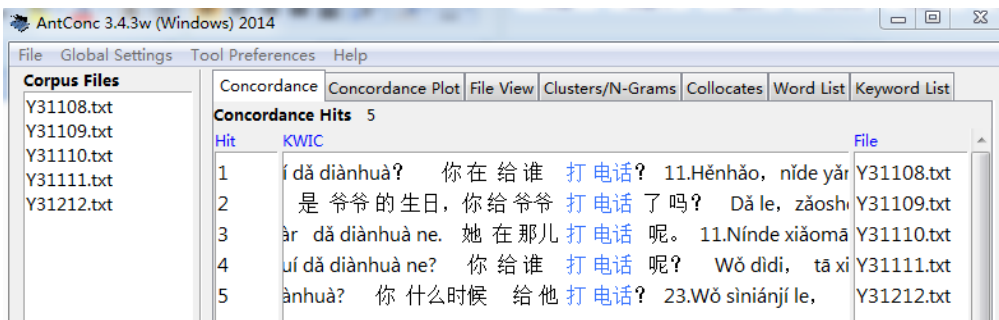 AntConc 3.4.3w (Windows) 2014
File Global Settings Tool Preferences Help
Corpus Files
Y31108.txt
Y31109.txt
Y31110.txt
Y31111.txt
Y31212.txt
Concordance Concordance Plot File View Clusters/N-Grams Collocates Word List Keyword List
Concordance Hits 5
Hit KWIC File
1 í dǎ diànhuà? 你在 给谁 打 电话? 11.Hěnhǎo, nǐde yǎn Y31108.txt
2 是 爷爷 的 生日, 你 给 爷爷 打 电话 了 吗? Dǎ le, zǎosh Y31109.txt
3 àr dǎ diànhuà ne. 她 在 那儿 打 电话 呢。 11.Nínde xiǎomā Y31110.txt
4 uí dǎ diànhuà ne? 你 给谁 打 电话 呢? Wǒ dìdi, tā xi Y31111.txt
5 ànhuà? 你 什么时候 给 他 打 电话? 23.Wǒ sìniánjí le, Y31212.txt